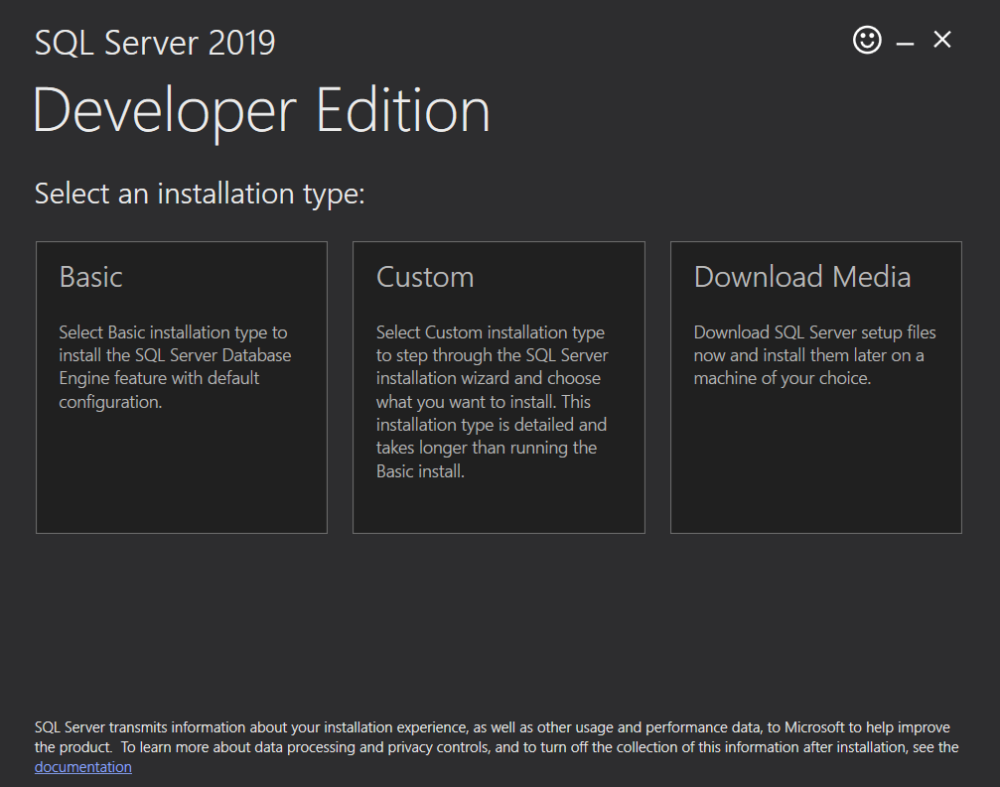 SQL Server 2019
Developer Edition
Select an installation type:
Basic
Select Basic installation type to
install the SQL Server Database
Engine feature with default
configuration.
Custom
Select Custom installation type
to step through the SQL Server
installation wizard and choose
what you want to install. This
installation type is detailed and
takes longer than running the
Basic install.
Download Media
Download SQL Server setup files
now and install them later on a
machine of your choice.
SQL Server transmits information about your installation experience, as well as other usage and performance data, to Microsoft to help improve
the product.  To learn more about data processing and privacy controls, and to turn off the collection of this information after installation, see the
documentation